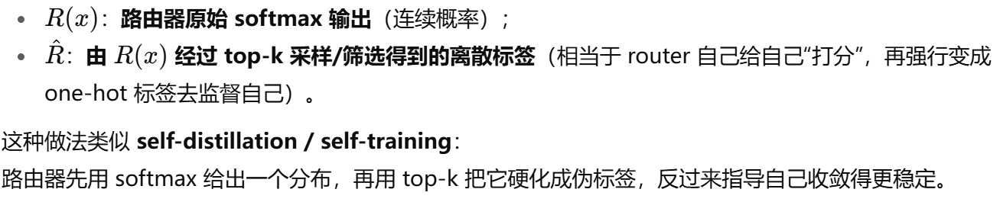 • R(x)：路由器原始 softmax 输出（连续概率）；
• R̂：由 R(x) 经过 top-k 采样/筛选得到的离散标签（相当于 router 自己给自己“打分”，再强行变成
one-hot 标签去监督自己）。
这种做法类似 self-distillation / self-training：
路由器先用 softmax 给出一个分布，再用 top-k 把它硬化成伪标签，反过来指导自己收敛得更稳定。